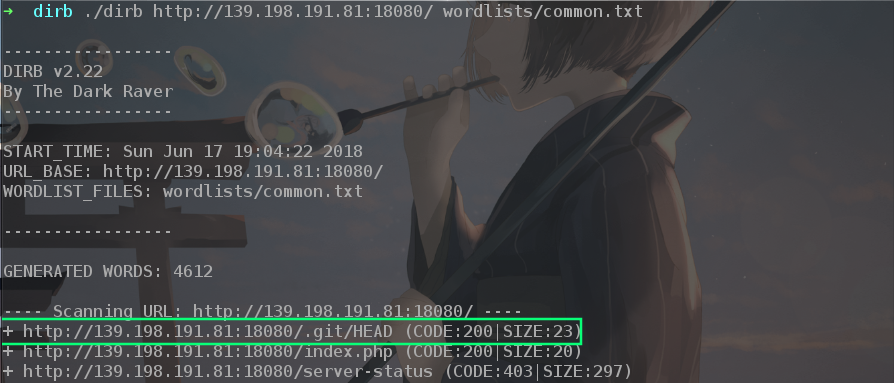 ➜ dirb ./dirb http://139.198.191.81:18080/ wordlists/common.txt
-----------------
DIRB v2.22
By The Dark Raver
-----------------
START_TIME: Sun Jun 17 19:04:22 2018
URL_BASE: http://139.198.191.81:18080/
WORDLIST_FILES: wordlists/common.txt
-----------------
GENERATED WORDS: 4612
---- Scanning URL: http://139.198.191.81:18080/ ----
+ http://139.198.191.81:18080/.git/HEAD (CODE:200|SIZE:23)
+ http://139.198.191.81:18080/index.php (CODE:200|SIZE:20)
+ http://139.198.191.81:18080/server-status (CODE:403|SIZE:297)